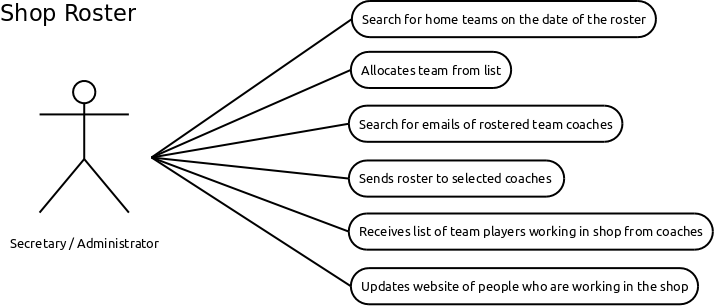 Shop Roster
Search for home teams on the date of the roster
Allocates team from list
Search for emails of rostered team coaches
Sends roster to selected coaches
Secretary / Administrator
Receives list of team players working in shop from coaches
Updates website of people who are working in the shop